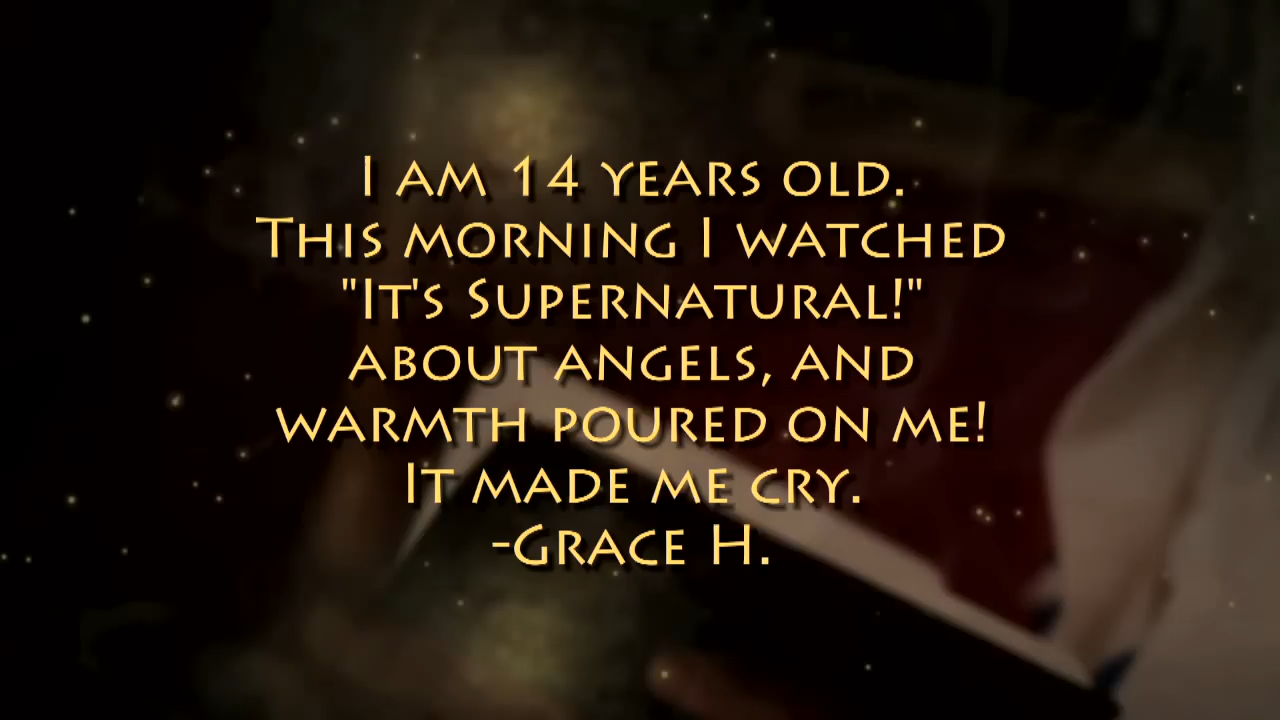 I am 14 years old.
This morning I watched
"It's Supernatural!"
about angels, and
warmth poured on me!
It made me cry.
-Grace H.